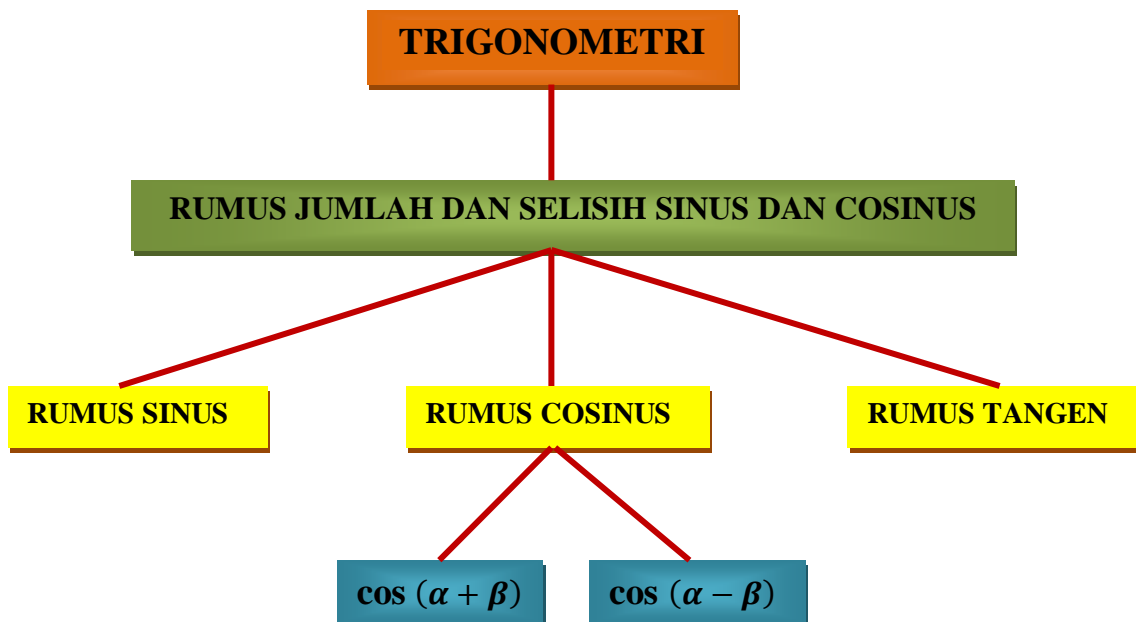 TRIGONOMETRI
RUMUS JUMLAH DAN SELISIH SINUS DAN COSINUS
RUMUS SINUS
RUMUS COSINUS
RUMUS TANGEN
cos (𝜶 + 𝜷)
cos (𝜶 − 𝜷)